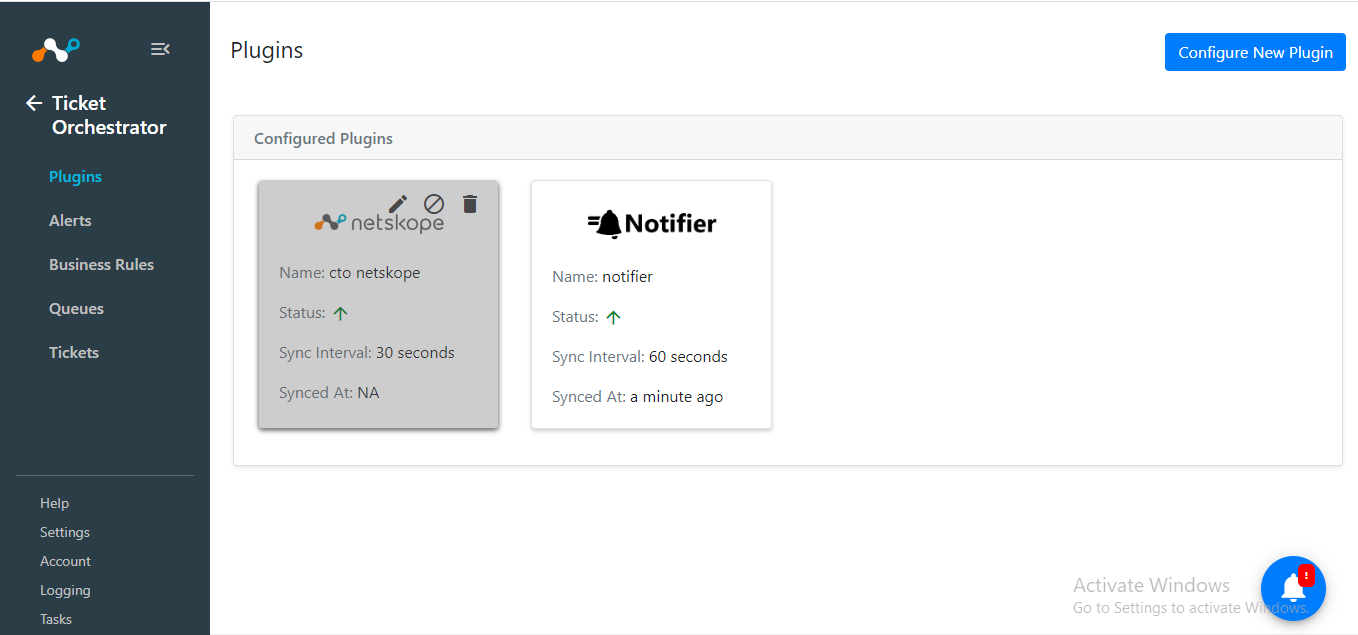 Ticket
Orchestrator
Plugins
Alerts
Business Rules
Queues
Tickets
Help
Settings
Account
Logging
Tasks
Plugins
Configure New Plugin
Configured Plugins
netskope
Name: cto netskope
Status:
Sync Interval: 30 seconds
Synced At: NA
Notifier
Name: notifier
Status:
Sync Interval: 60 seconds
Synced At: a minute ago
Activate Windows
Go to Settings to activate Windows.
!